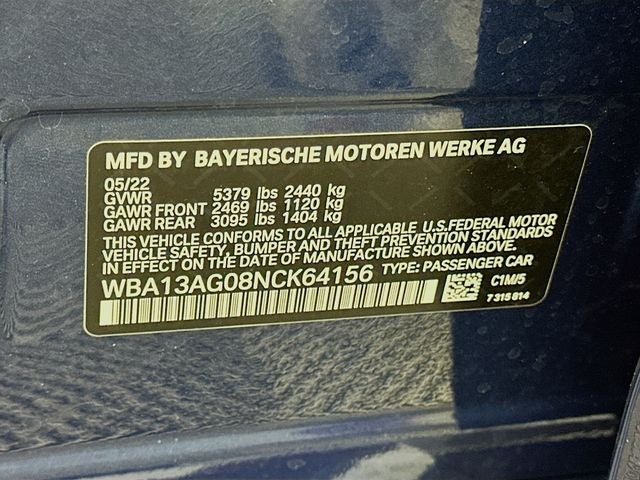 MFD BY BAYERISCHE MOTOREN WERKE AG
05/22
GVWR 5379 lbs 2440 kg
GAWR FRONT 2469 lbs 1120 kg
GAWR REAR 3095 lbs 1404 kg
THIS VEHICLE CONFORMS TO ALL APPLICABLE U.S.FEDERAL MOTOR
VEHICLE SAFETY, BUMPER AND THEFT PREVENTION STANDARDS
IN EFFECT ON THE DATE OF MANUFACTURE SHOWN ABOVE.
WBA13AG08NCK64156 TYPE: PASSENGER CAR
C1M/5
7315614